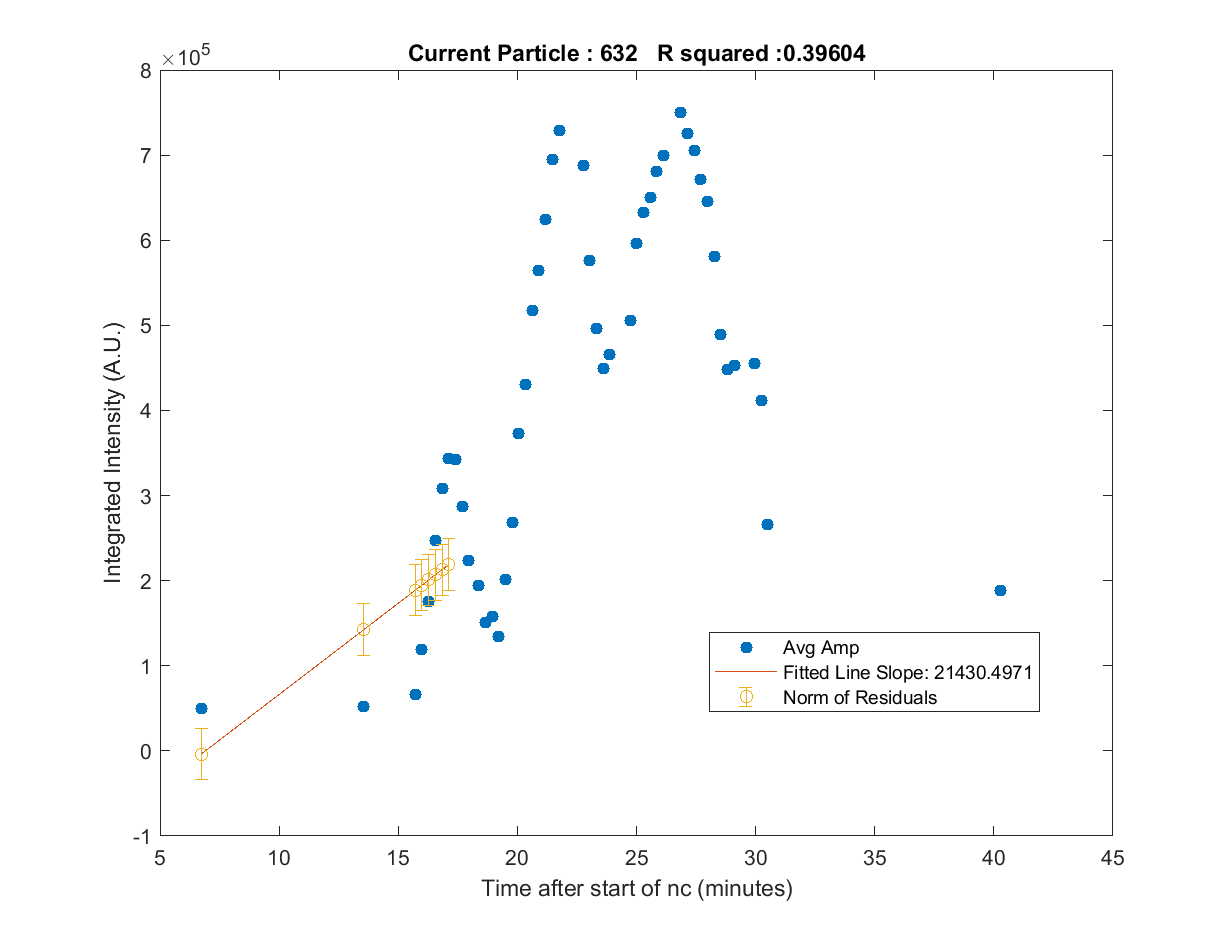 Current Particle : 632   R squared :0.39604
×10^5
8
7
6
5
4
3
2
1
0
-1
Integrated Intensity (A.U.)
Avg Amp
Fitted Line Slope: 21430.4971
Norm of Residuals
5 10 15 20 25 30 35 40 45
Time after start of nc (minutes)